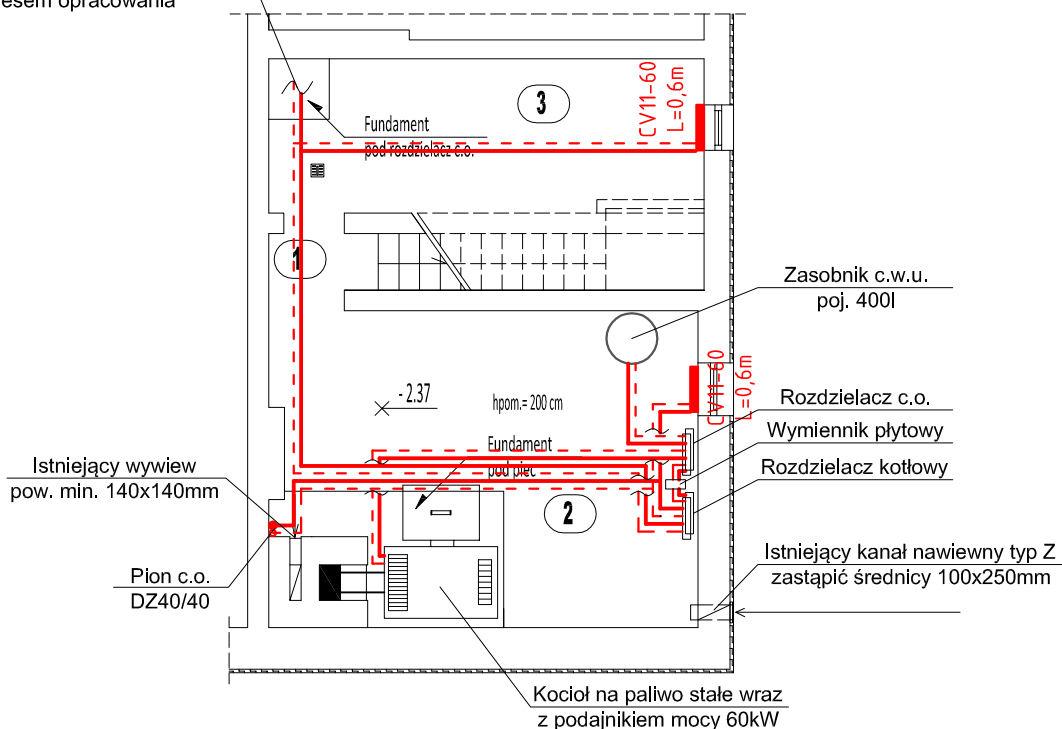 esem opracowania
CV11-60
L=0,6m
3
Fundament
pod rozdzielacz c.o.
1
Zasobnik c.w.u.
poj. 400l
CV11-60
L=0,6m
- 2.37
hpom.= 200 cm
Rozdzielacz c.o.
Wymiennik płytowy
Rozdzielacz kotłowy
Fundament
pod piec
Istniejący wywiew
pow. min. 140x140mm
2
Istniejący kanał nawiewny typ Z
zastąpić średnicy 100x250mm
Pion c.o.
DZ40/40
Kocioł na paliwo stałe wraz
z podajnikiem mocy 60kW